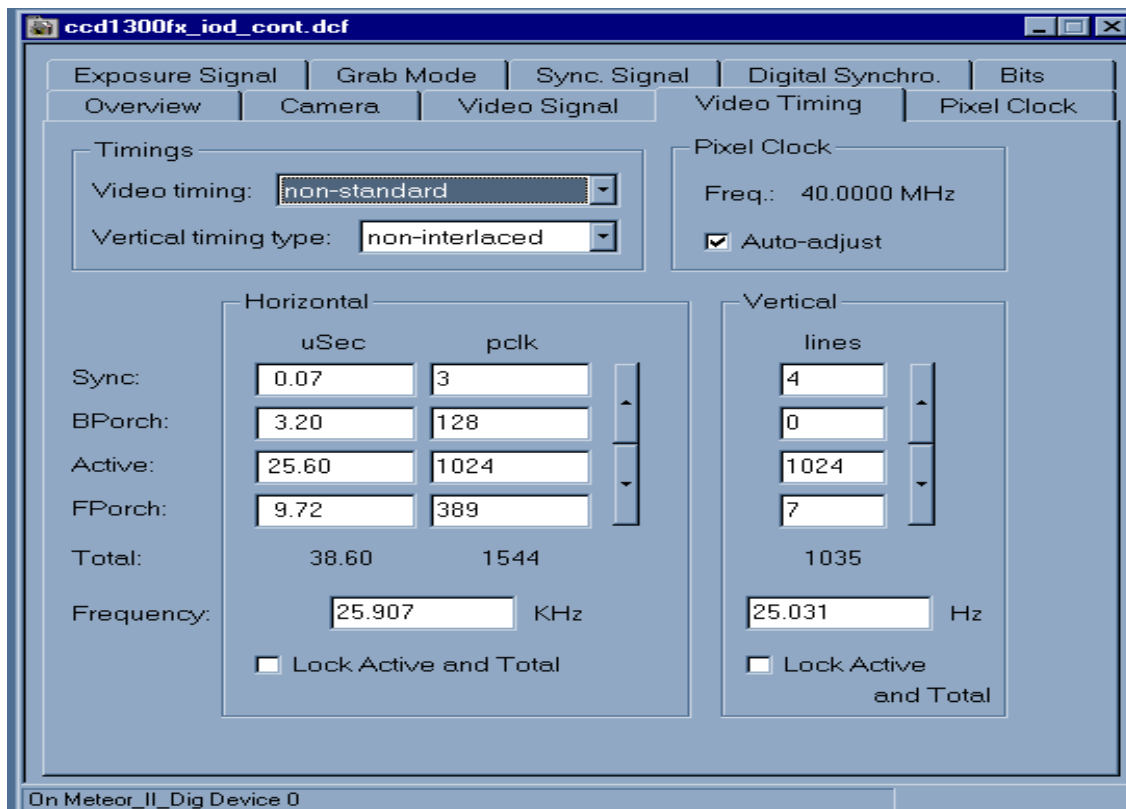 ccd1300fx_iod_cont.dcf
Exposure Signal Grab Mode Sync. Signal Digital Synchro. Bits
Overview Camera Video Signal Video Timing Pixel Clock
Timings Pixel Clock
Video timing: non-standard Freq.: 40.0000 MHz
Vertical timing type: non-interlaced Auto-adjust
Horizontal Vertical
uSec pclk lines
Sync: 0.07 3 4
BPorch: 3.20 128 0
Active: 25.60 1024 1024
FPorch: 9.72 389 7
Total: 38.60 1544 1035
Frequency: 25.907 KHz 25.031 Hz
Lock Active and Total Lock Active
and Total
On Meteor_II_Dig Device 0